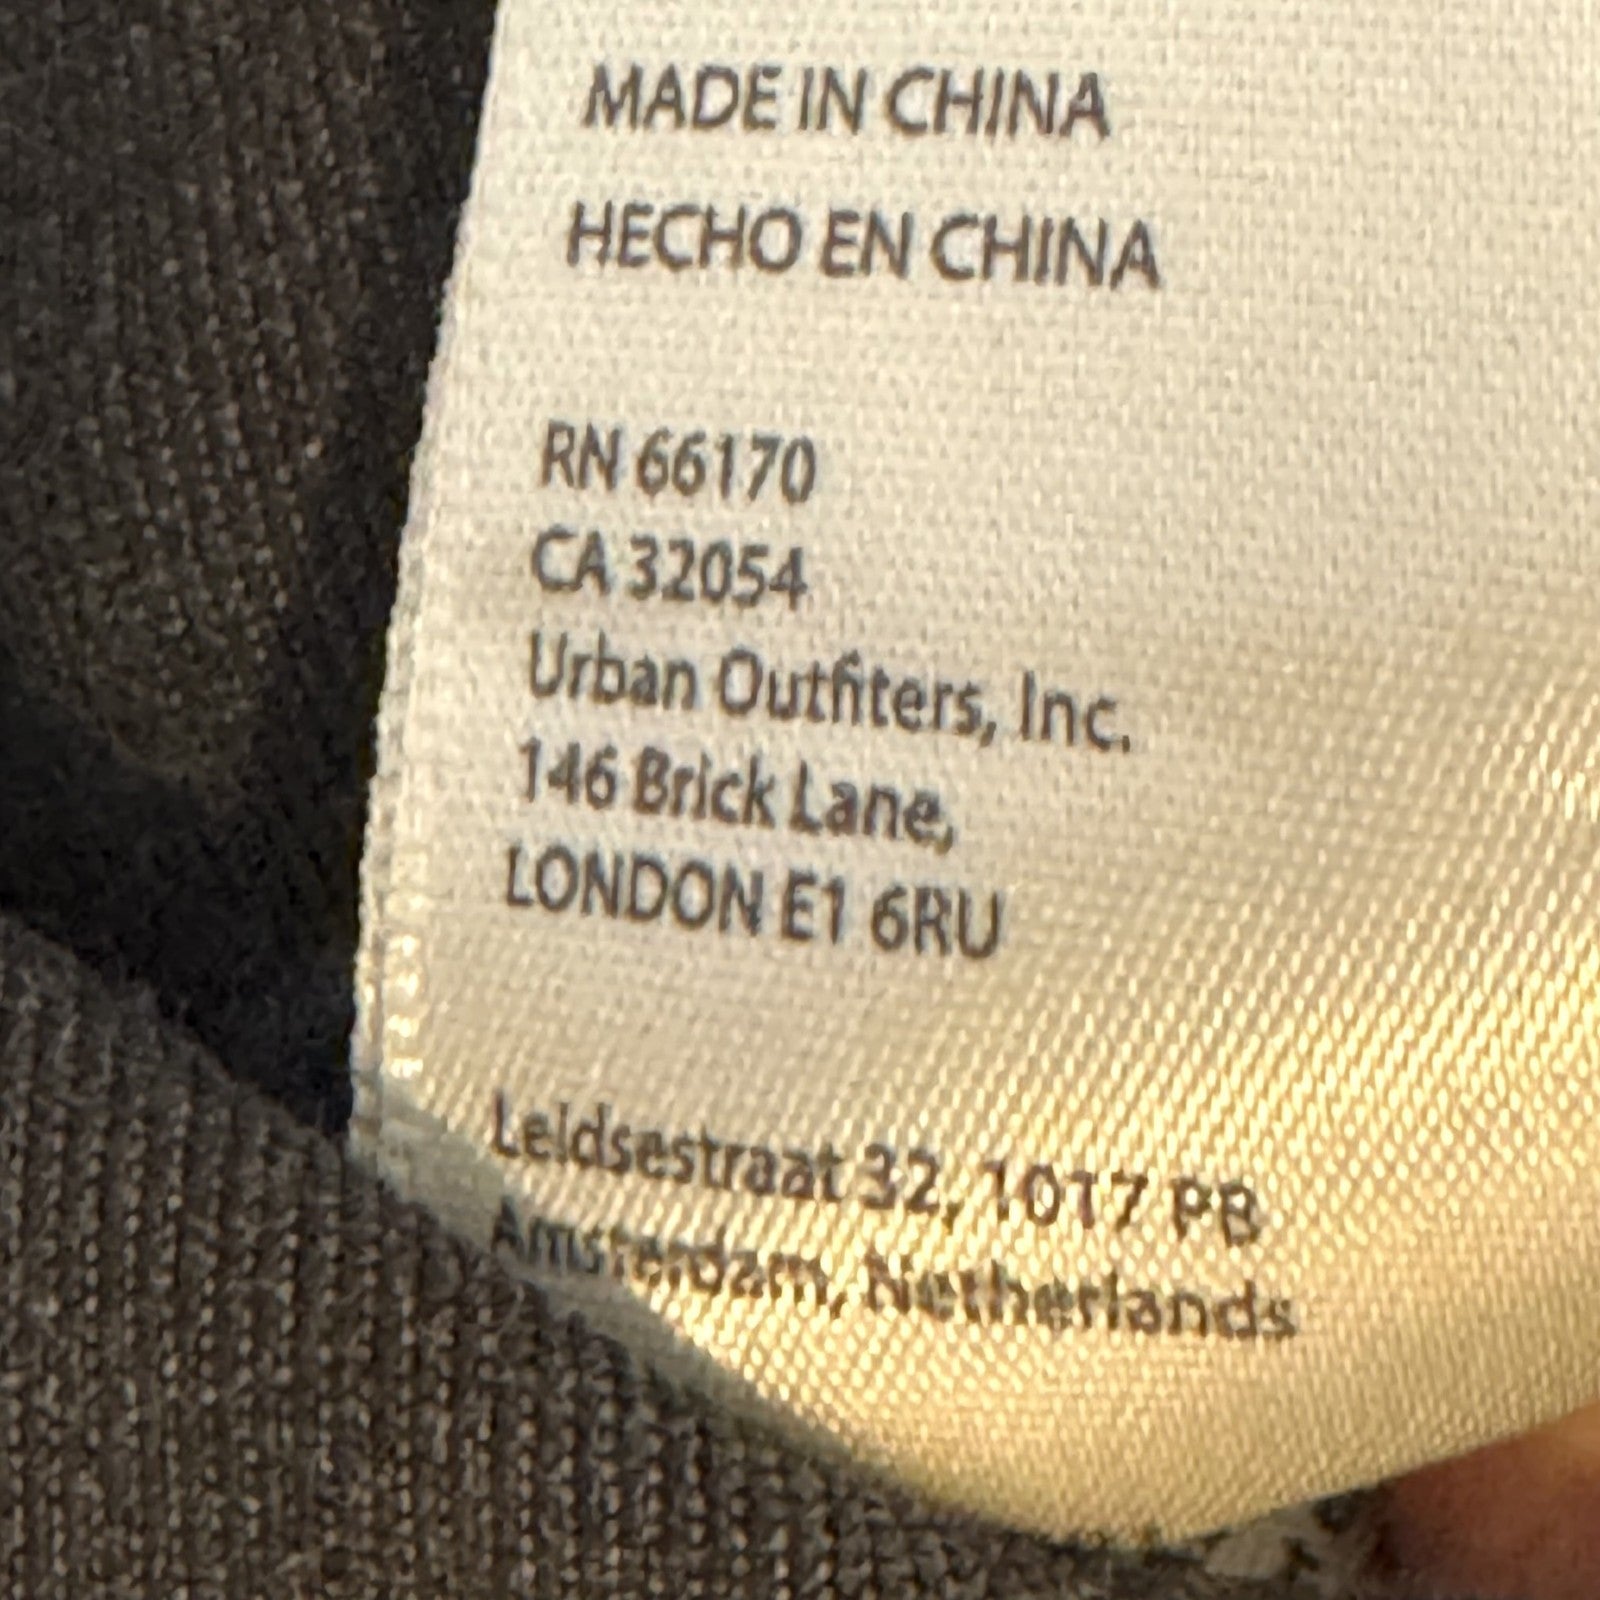 MADE IN CHINA
HECHO EN CHINA
RN 66170
CA 32054
Urban Outfitters, Inc.
146 Brick Lane,
LONDON E1 6RU
Leidsestraat 32, 1017 PB
Amsterdam, Netherlands